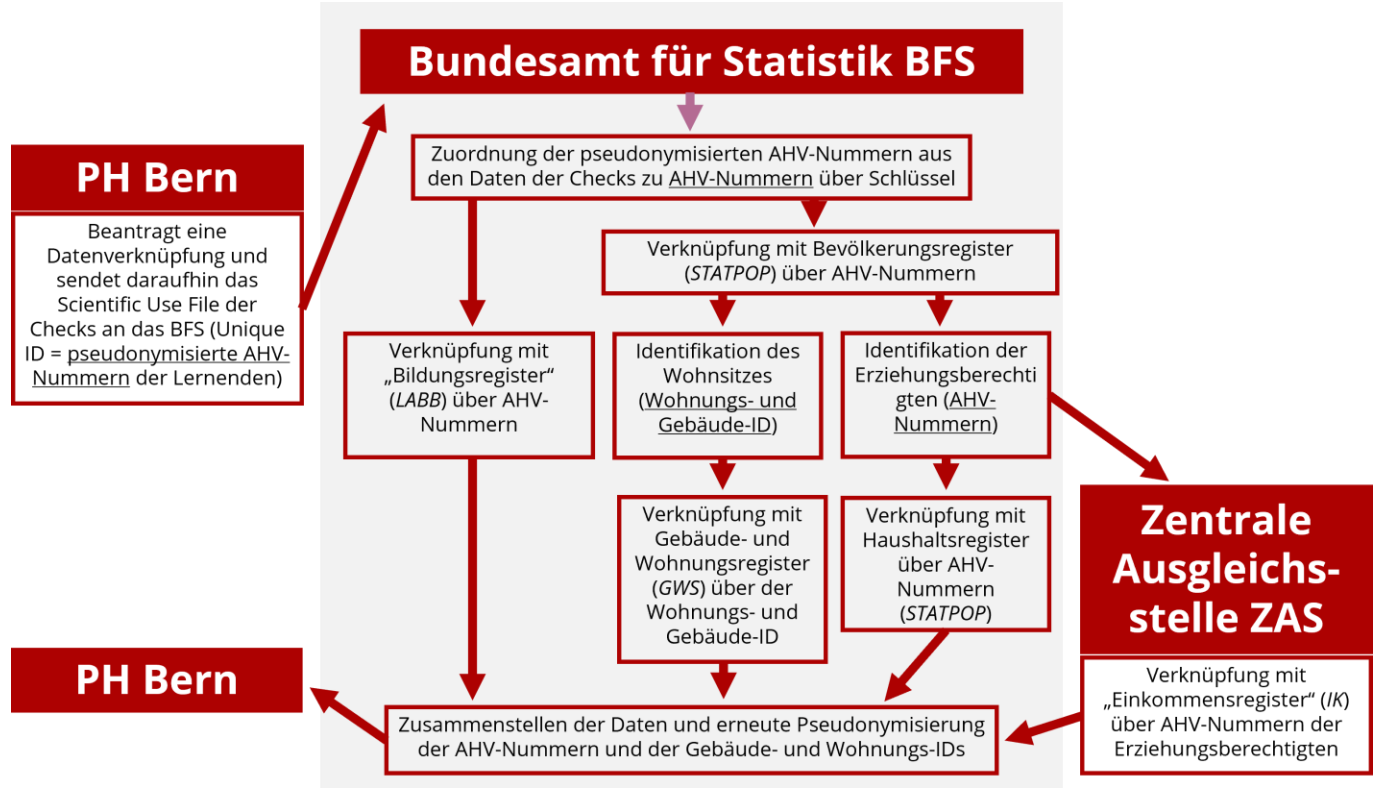 Bundesamt für Statistik BFS
PH Bern
Beantragt eine
Datenverknüpfung und
sendet daraufhin das
Scientific Use File der
Checks an das BFS (Unique
ID = pseudonymisierte AHV-
Nummern der Lernenden)
Zuordnung der pseudonymisierten AHV-Nummern aus
den Daten der Checks zu AHV-Nummern über Schlüssel
Verknüpfung mit Bevölkerungsregister
(STATPOP) über AHV-Nummern
Verknüpfung mit
„Bildungsregister“
(LABB) über AHV-
Nummern
Identifikation des
Wohnsitzes
(Wohnungs- und
Gebäude-ID)
Identifikation der
Erziehungsberechti
gten (AHV-
Nummern)
Verknüpfung mit
Gebäude- und
Wohnungsregister
(GWS) über der
Wohnungs- und
Gebäude-ID
Verknüpfung mit
Haushaltsregister
über AHV-
Nummern
(STATPOP)
Zentrale
Ausgleichs-
stelle ZAS
Verknüpfung mit
„Einkommensregister“ (IK)
über AHV-Nummern der
Erziehungsberechtigten
Zusammenstellen der Daten und erneute Pseudonymisierung
der AHV-Nummern und der Gebäude- und Wohnungs-IDs
PH Bern